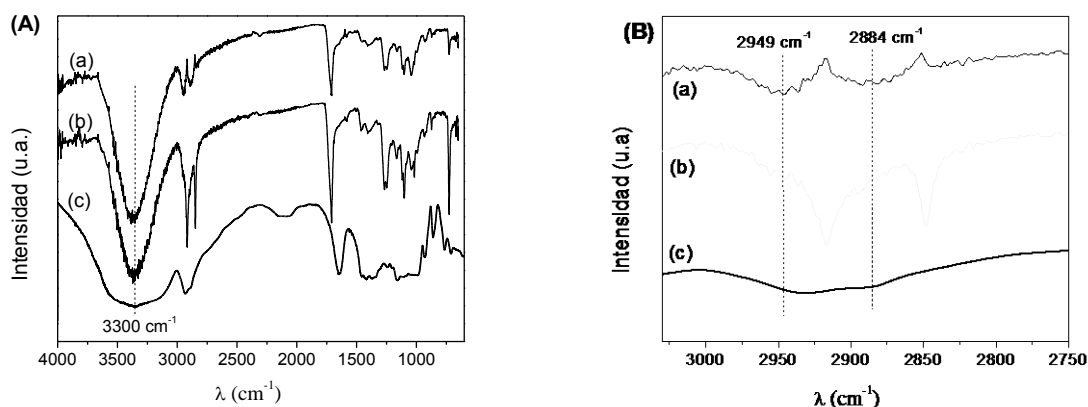 (A)
(a)
(b)
(c)
3300 cm-1
Intensidad (u.a.)
4000 3500 3000 2500 2000 1500 1000
λ (cm-1)
(B)
2949 cm-1 2884 cm-1
(a)
(b)
(c)
Intensidad (u.a)
3000 2950 2900 2850 2800 2750
λ (cm-1)